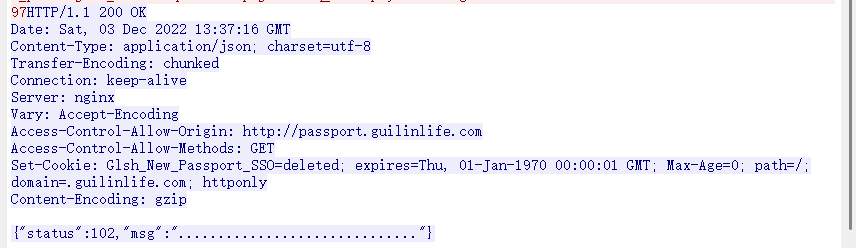 97HTTP/1.1 200 OK
Date: Sat, 03 Dec 2022 13:37:16 GMT
Content-Type: application/json; charset=utf-8
Transfer-Encoding: chunked
Connection: keep-alive
Server: nginx
Vary: Accept-Encoding
Access-Control-Allow-Origin: http://passport.guilinlife.com
Access-Control-Allow-Methods: GET
Set-Cookie: Glsh_New_Passport_SSO=deleted; expires=Thu, 01-Jan-1970 00:00:01 GMT; Max-Age=0; path=/;
domain=.guilinlife.com; httponly
Content-Encoding: gzip
{"status":102,"msg":".............................."}